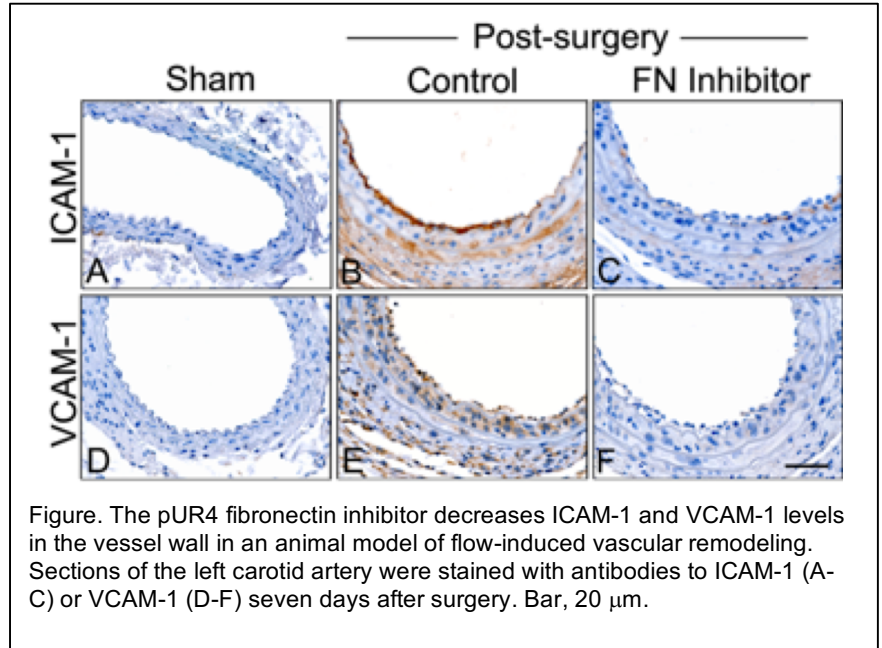 Post-surgery
Sham Control FN Inhibitor
ICAM-1
A B C
VCAM-1
D E F
Figure. The pUR4 fibronectin inhibitor decreases ICAM-1 and VCAM-1 levels
in the vessel wall in an animal model of flow-induced vascular remodeling.
Sections of the left carotid artery were stained with antibodies to ICAM-1 (A-
C) or VCAM-1 (D-F) seven days after surgery. Bar, 20 μm.